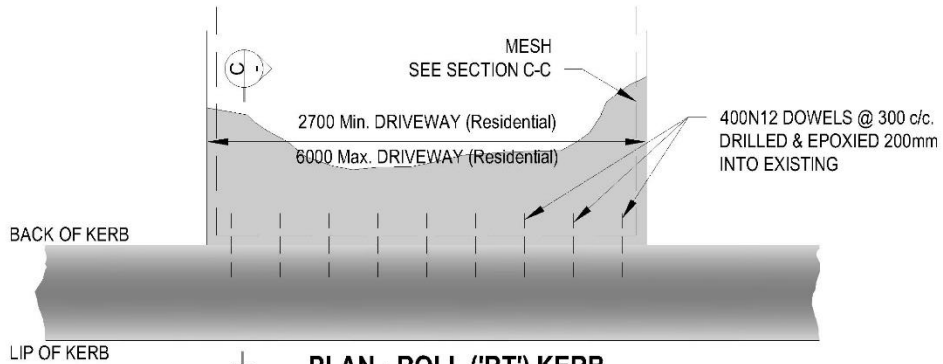 MESH
SEE SECTION C-C
C
-
2700 Min. DRIVEWAY (Residential)
6000 Max. DRIVEWAY (Residential)
400N12 DOWELS @ 300 c/c.
DRILLED & EPOXIED 200mm
INTO EXISTING
BACK OF KERB
LIP OF KERB
PLAN - ROLL ('RT') KERB